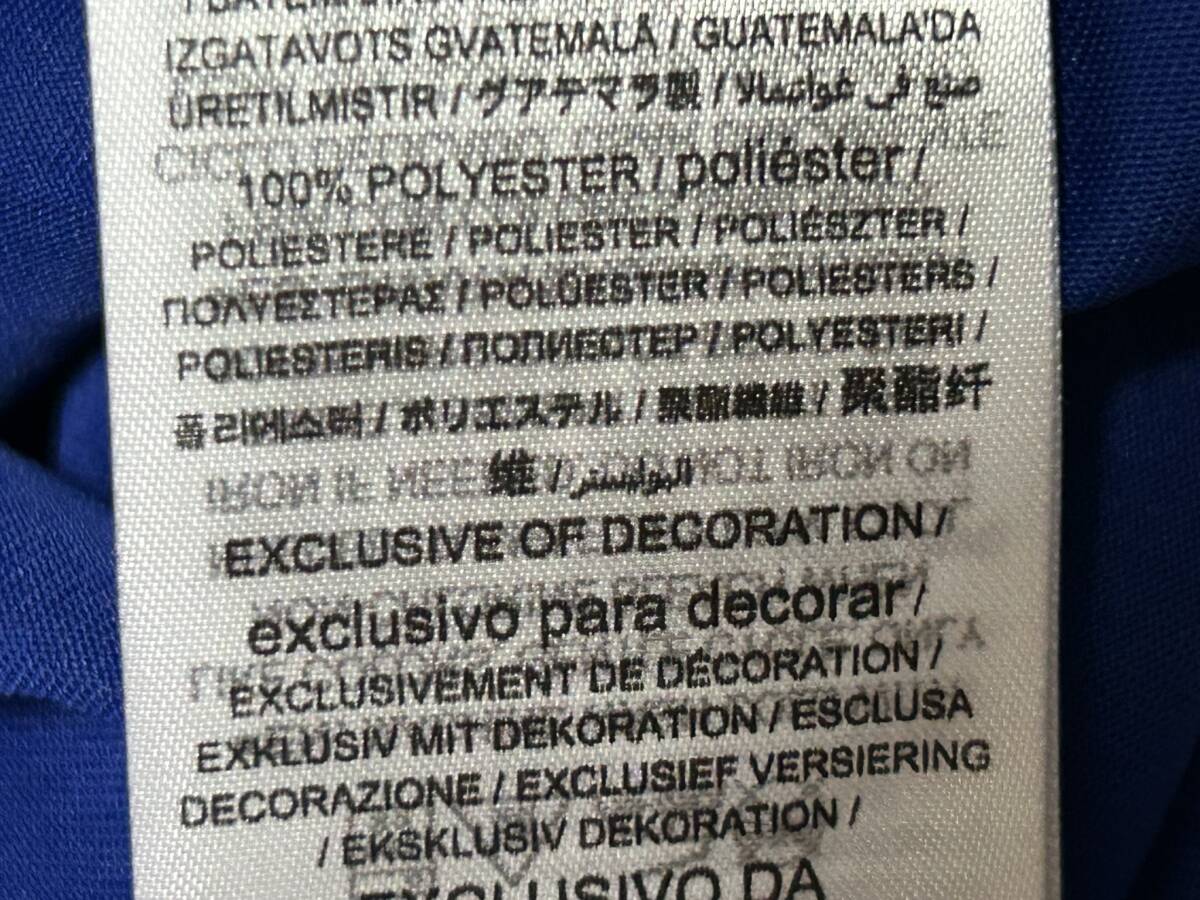 IZGATAVOTS GVATEMALĀ / GUATEMALA'DA
ÜRETILMIŞTIR / グアテマラ製 / صنع في غواتيمالا
100% POLYESTER / poliéster /
POLIESTERE / POLIESTER / POLIÉSZTER /
ΠΟΛΥΕΣΤΕΡΑΣ / POLÜESTER / POLIESTERS /
POLIESTERIS / ПОЛИЕСТЕР / POLYESTERI /
폴리에스터 / ポリエステル / 聚酯纖維 / 聚酯纤
维 / البوليستر
EXCLUSIVE OF DECORATION /
exclusivo para decorar /
EXCLUSIVEMENT DE DÉCORATION /
EXKLUSIV MIT DEKORATION / ESCLUSA
DECORAZIONE / EXCLUSIEF VERSIERING
/ EKSKLUSIV DEKORATION /
EXCLUSIVO DA